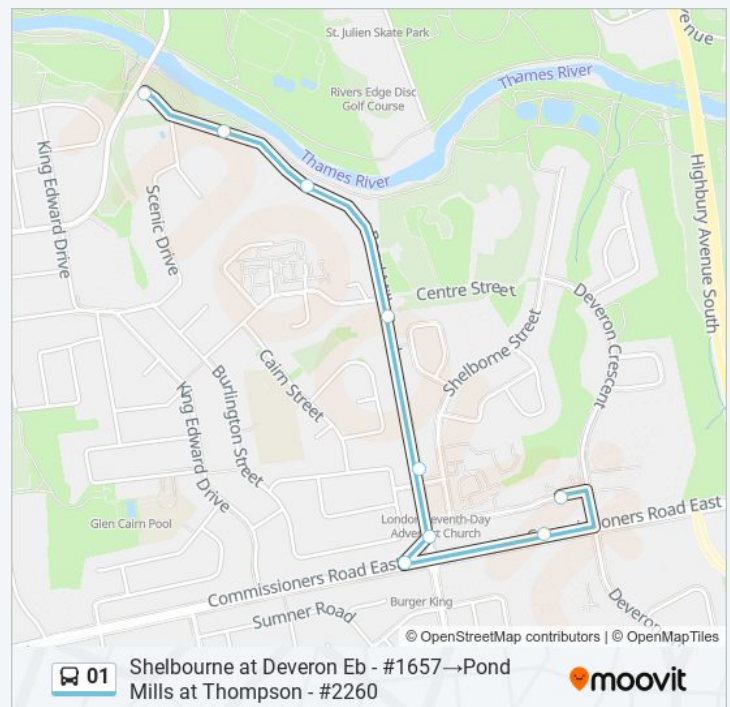 St. Julien Skate Park
venue
Thames River
Rivers Edge Disc
Golf Course
Thames River
King Edward Drive
Scenic Drive
Highbury Avenue South
Centre Street
Deveron Crescent
Shelborne Street
Cairn Street
Burlington Street
King Edward Drive
Glen Cairn Pool
London Seventh-Day
Adventist Church
Commissioners Road East
Commissioners Road East
Sumner Road
Burger King
Deveron
© OpenStreetMap contributors | © OpenMapTiles
01
Shelbourne at Deveron Eb - #1657→Pond
Mills at Thompson - #2260
moovit